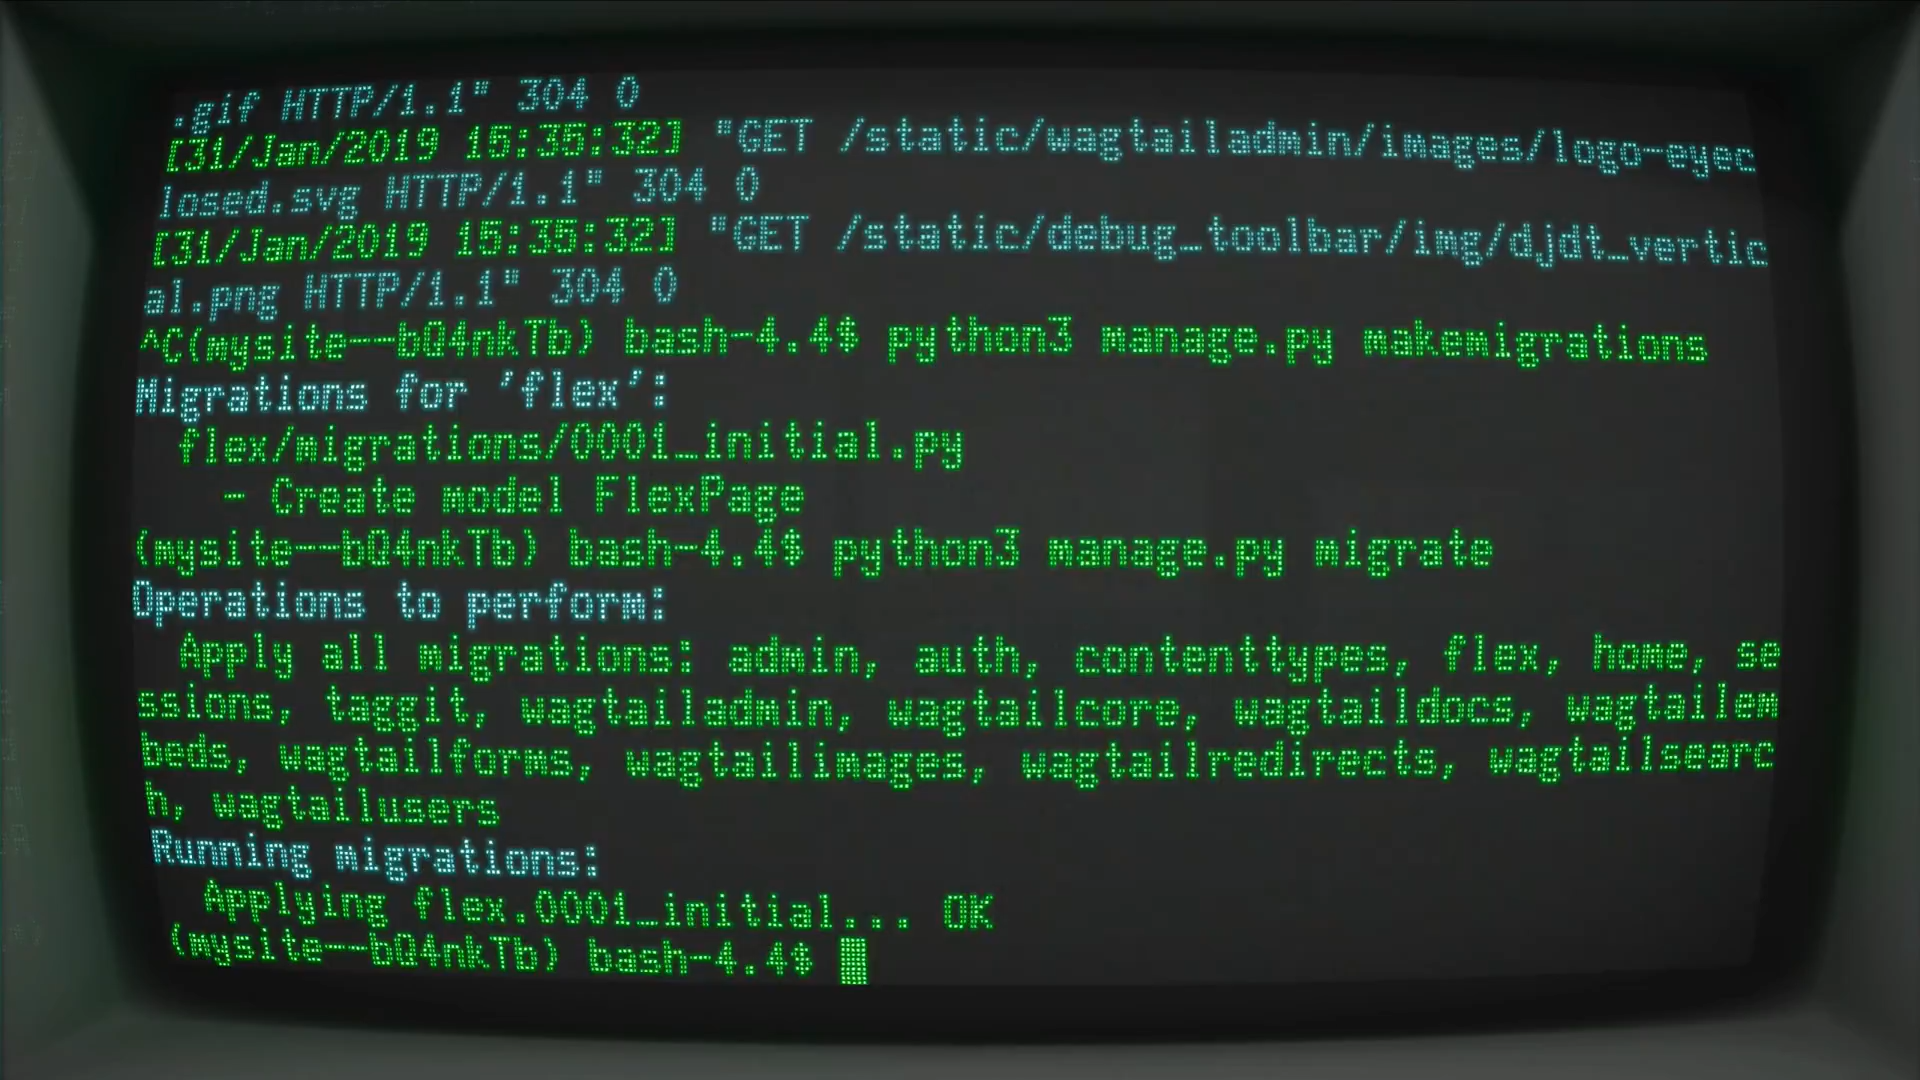 .gif HTTP/1.1" 304 0
[31/Jan/2019 15:35:32] "GET /static/wagtailadmin/images/logo-eyec
losed.svg HTTP/1.1" 304 0
[31/Jan/2019 15:35:32] "GET /static/debug_toolbar/img/djdt_vertic
al.png HTTP/1.1" 304 0
^C(mysite--bQ4nkTb) bash-4.4$ python3 manage.py makemigrations
Migrations for 'flex':
flex/migrations/0001_initial.py
- Create model FlexPage
(mysite--bQ4nkTb) bash-4.4$ python3 manage.py migrate
Operations to perform:
Apply all migrations: admin, auth, contenttypes, flex, home, se
ssions, taggit, wagtailadmin, wagtailcore, wagtaildocs, wagtailem
beds, wagtailforms, wagtailimages, wagtailredirects, wagtailsearc
h, wagtailusers
Running migrations:
Applying flex.0001_initial... OK
(mysite--bQ4nkTb) bash-4.4$